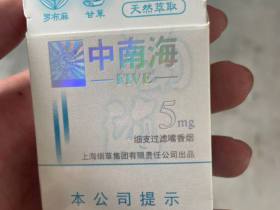 罗布麻 甘草 天然萃取
中南海
FIVE
5mg
细支过滤嘴香烟
上海烟草集团有限责任公司出品
本公司提示